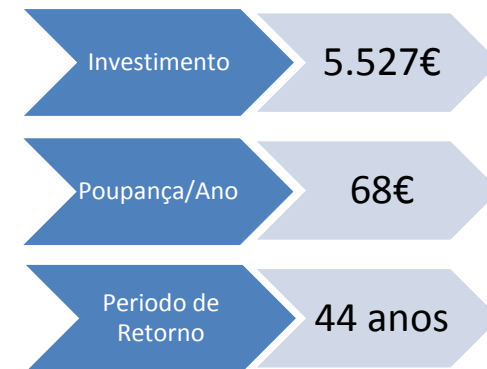 Investimento
5.527€
Poupança/Ano
68€
Periodo de
Retorno
44 anos